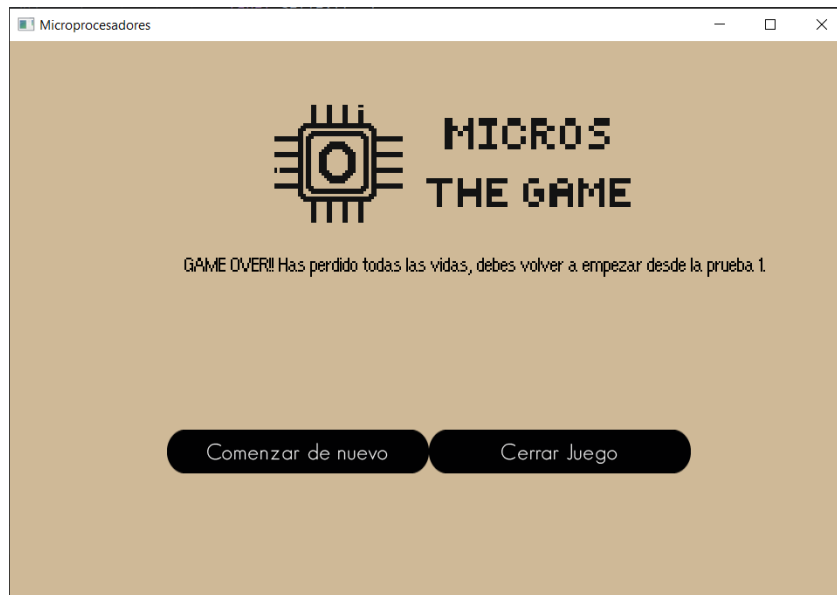 Microprocesadores
MICROS
THE GAME
GAME OVER!! Has perdido todas las vidas, debes volver a empezar desde la prueba 1.
Comenzar de nuevo
Cerrar Juego